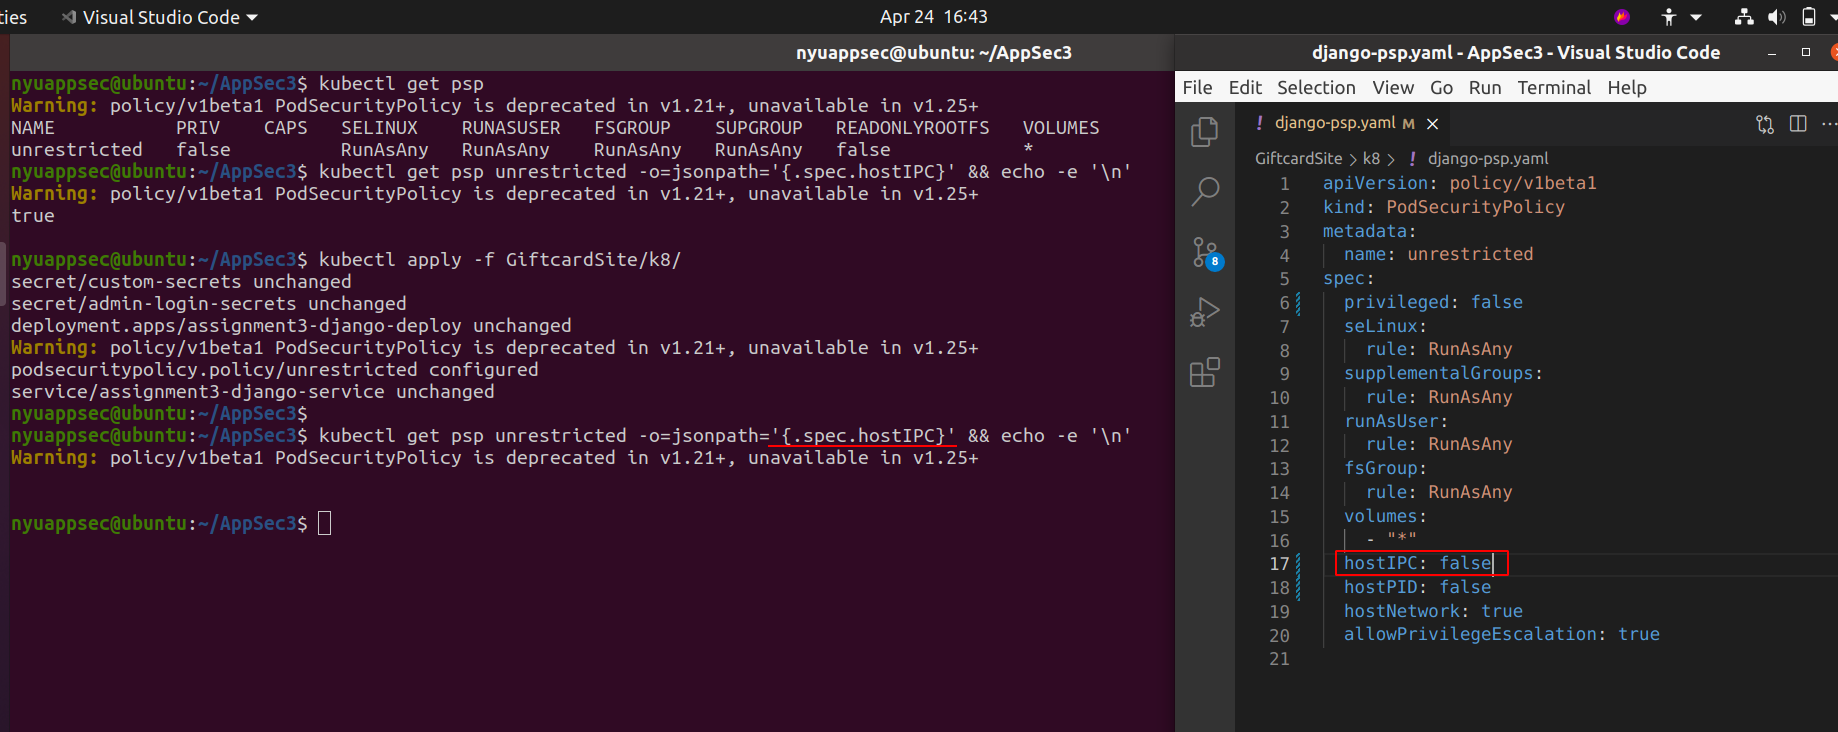 ties Visual Studio Code Apr 24 16:43
nyuappsec@ubuntu: ~/AppSec3
nyuappsec@ubuntu:~/AppSec3$ kubectl get psp
Warning: policy/v1beta1 PodSecurityPolicy is deprecated in v1.21+, unavailable in v1.25+
NAME PRIV CAPS SELINUX RUNASUSER FSGROUP SUPGROUP READONLYROOTFS VOLUMES
unrestricted false RunAsAny RunAsAny RunAsAny RunAsAny false *
nyuappsec@ubuntu:~/AppSec3$ kubectl get psp unrestricted -o=jsonpath='{.spec.hostIPC}' && echo -e '\n'
Warning: policy/v1beta1 PodSecurityPolicy is deprecated in v1.21+, unavailable in v1.25+
true
nyuappsec@ubuntu:~/AppSec3$ kubectl apply -f GiftcardSite/k8/
secret/custom-secrets unchanged
secret/admin-login-secrets unchanged
deployment.apps/assignment3-django-deploy unchanged
Warning: policy/v1beta1 PodSecurityPolicy is deprecated in v1.21+, unavailable in v1.25+
podsecuritypolicy.policy/unrestricted configured
service/assignment3-django-service unchanged
nyuappsec@ubuntu:~/AppSec3$
nyuappsec@ubuntu:~/AppSec3$ kubectl get psp unrestricted -o=jsonpath='{.spec.hostIPC}' && echo -e '\n'
Warning: policy/v1beta1 PodSecurityPolicy is deprecated in v1.21+, unavailable in v1.25+
nyuappsec@ubuntu:~/AppSec3$
django-psp.yaml - AppSec3 - Visual Studio Code
File Edit Selection View Go Run Terminal Help
! django-psp.yaml M
GiftcardSite > k8 > ! django-psp.yaml
8
1 apiVersion: policy/v1beta1
2 kind: PodSecurityPolicy
3 metadata:
4 name: unrestricted
5 spec:
6 privileged: false
7 seLinux:
8 rule: RunAsAny
9 supplementalGroups:
10 rule: RunAsAny
11 runAsUser:
12 rule: RunAsAny
13 fsGroup:
14 rule: RunAsAny
15 volumes:
16 - "*"
17 hostIPC: false
18 hostPID: false
19 hostNetwork: true
20 allowPrivilegeEscalation: true
21